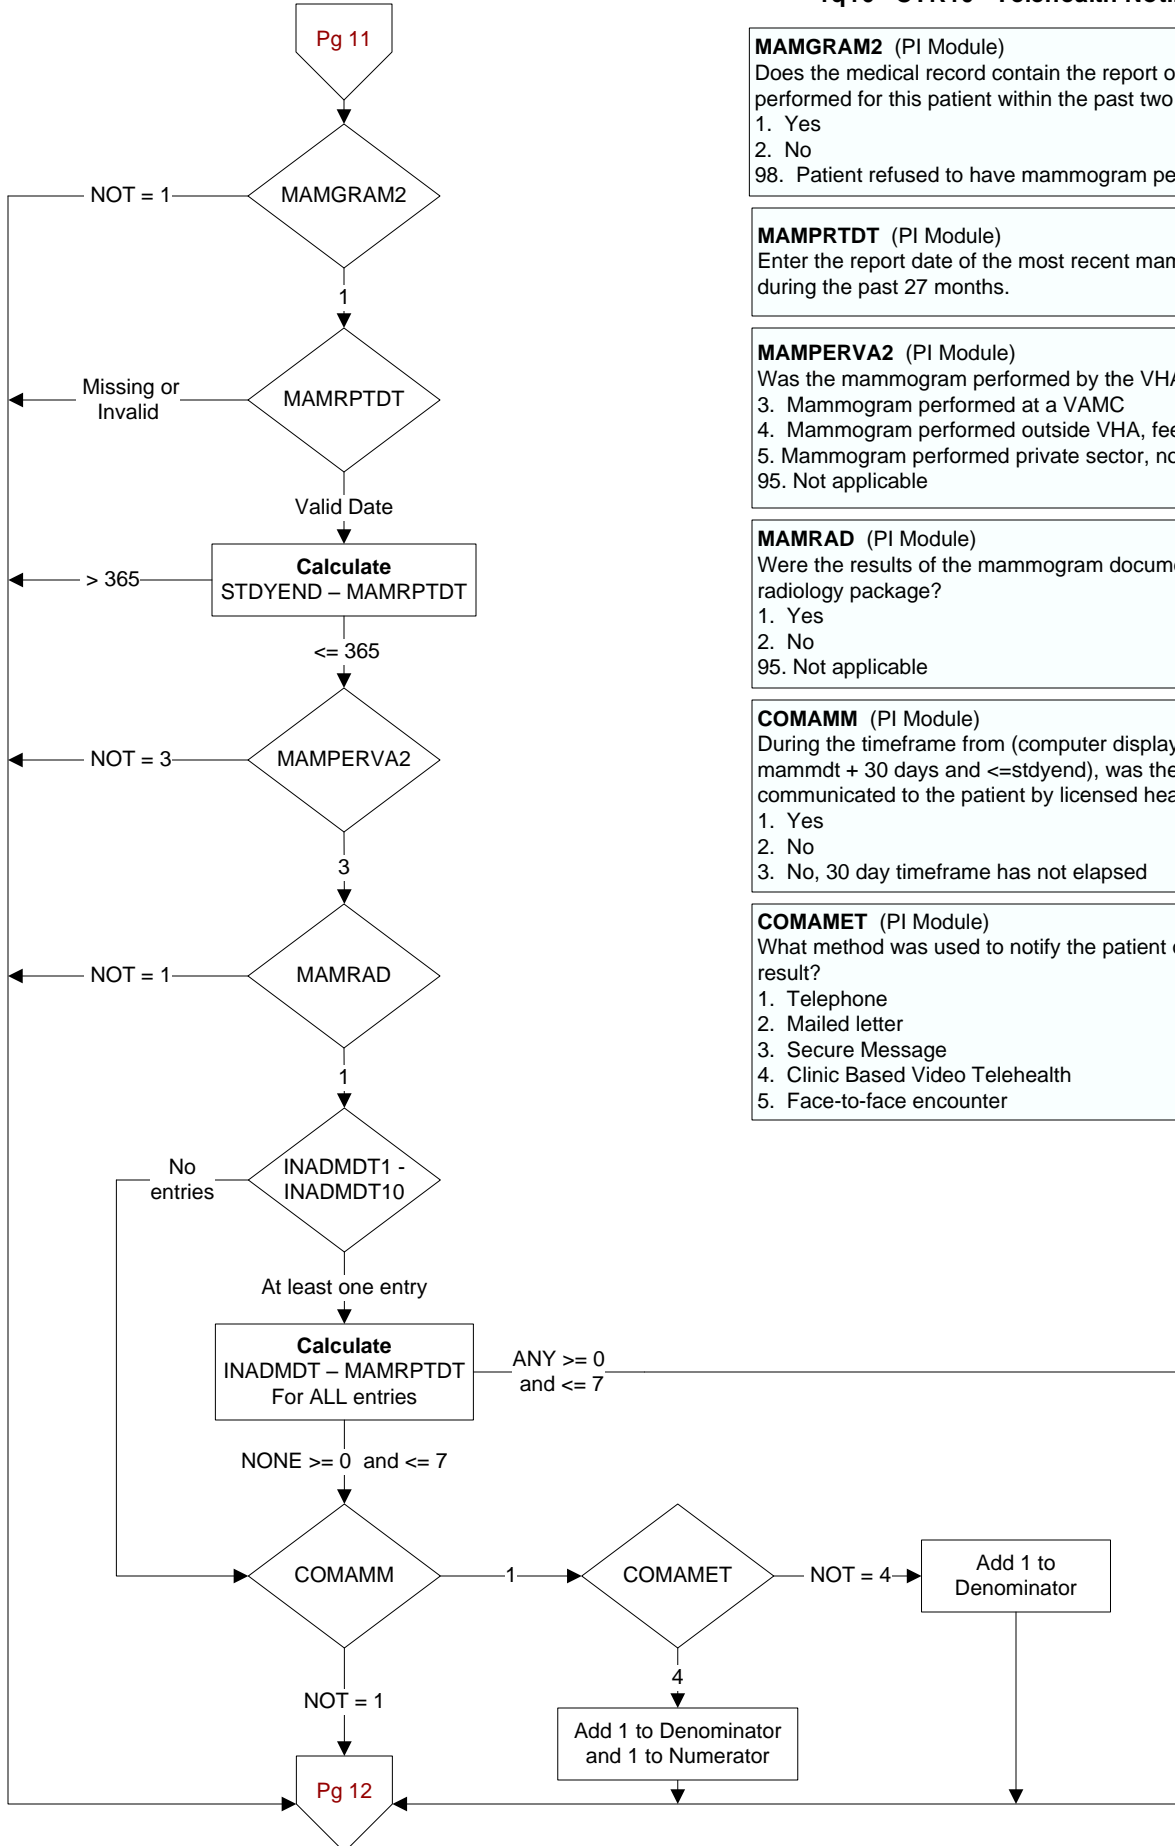 Pg 11
MAMGRAM2
NOT = 1
1
MAMRPTDT
Missing or
Invalid
Valid Date
Calculate
STDYEND – MAMRPTDT
> 365
<= 365
MAMPERVA2
NOT = 3
3
MAMRAD
NOT = 1
1
INADMDT1 -
INADMDT10
No
entries
At least one entry
Calculate
INADMDT – MAMRPTDT
For ALL entries
ANY >= 0
and <= 7
NONE >= 0 and <= 7
COMAMM
1
COMAMET
NOT = 4
Add 1 to
Denominator
NOT = 1
4
Add 1 to Denominator
and 1 to Numerator
Pg 12
MAMGRAM2 (PI Module)
Does the medical record contain the report o
performed for this patient within the past two
1. Yes
2. No
98. Patient refused to have mammogram pe
MAMPRTDT (PI Module)
Enter the report date of the most recent mam
during the past 27 months.
MAMPERVA2 (PI Module)
Was the mammogram performed by the VHA
3. Mammogram performed at a VAMC
4. Mammogram performed outside VHA, fee
5. Mammogram performed private sector, no
95. Not applicable
MAMRAD (PI Module)
Were the results of the mammogram docume
radiology package?
1. Yes
2. No
95. Not applicable
COMAMM (PI Module)
During the timeframe from (computer display
mammdt + 30 days and <=stdyend), was the
communicated to the patient by licensed hea
1. Yes
2. No
3. No, 30 day timeframe has not elapsed
COMAMET (PI Module)
What method was used to notify the patient
result?
1. Telephone
2. Mailed letter
3. Secure Message
4. Clinic Based Video Telehealth
5. Face-to-face encounter